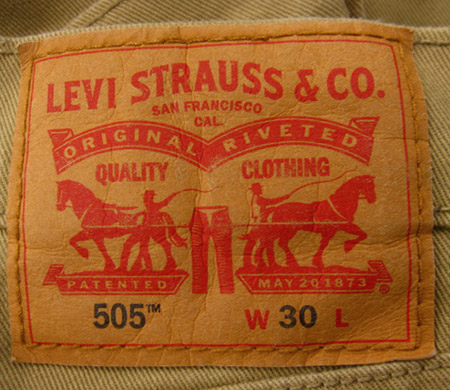 LEVI STRAUSS & CO.
SAN FRANCISCO
CAL.
ORIGINAL RIVETED
QUALITY CLOTHING
PATENTED MAY 20 1873
®
505™ W 30 L